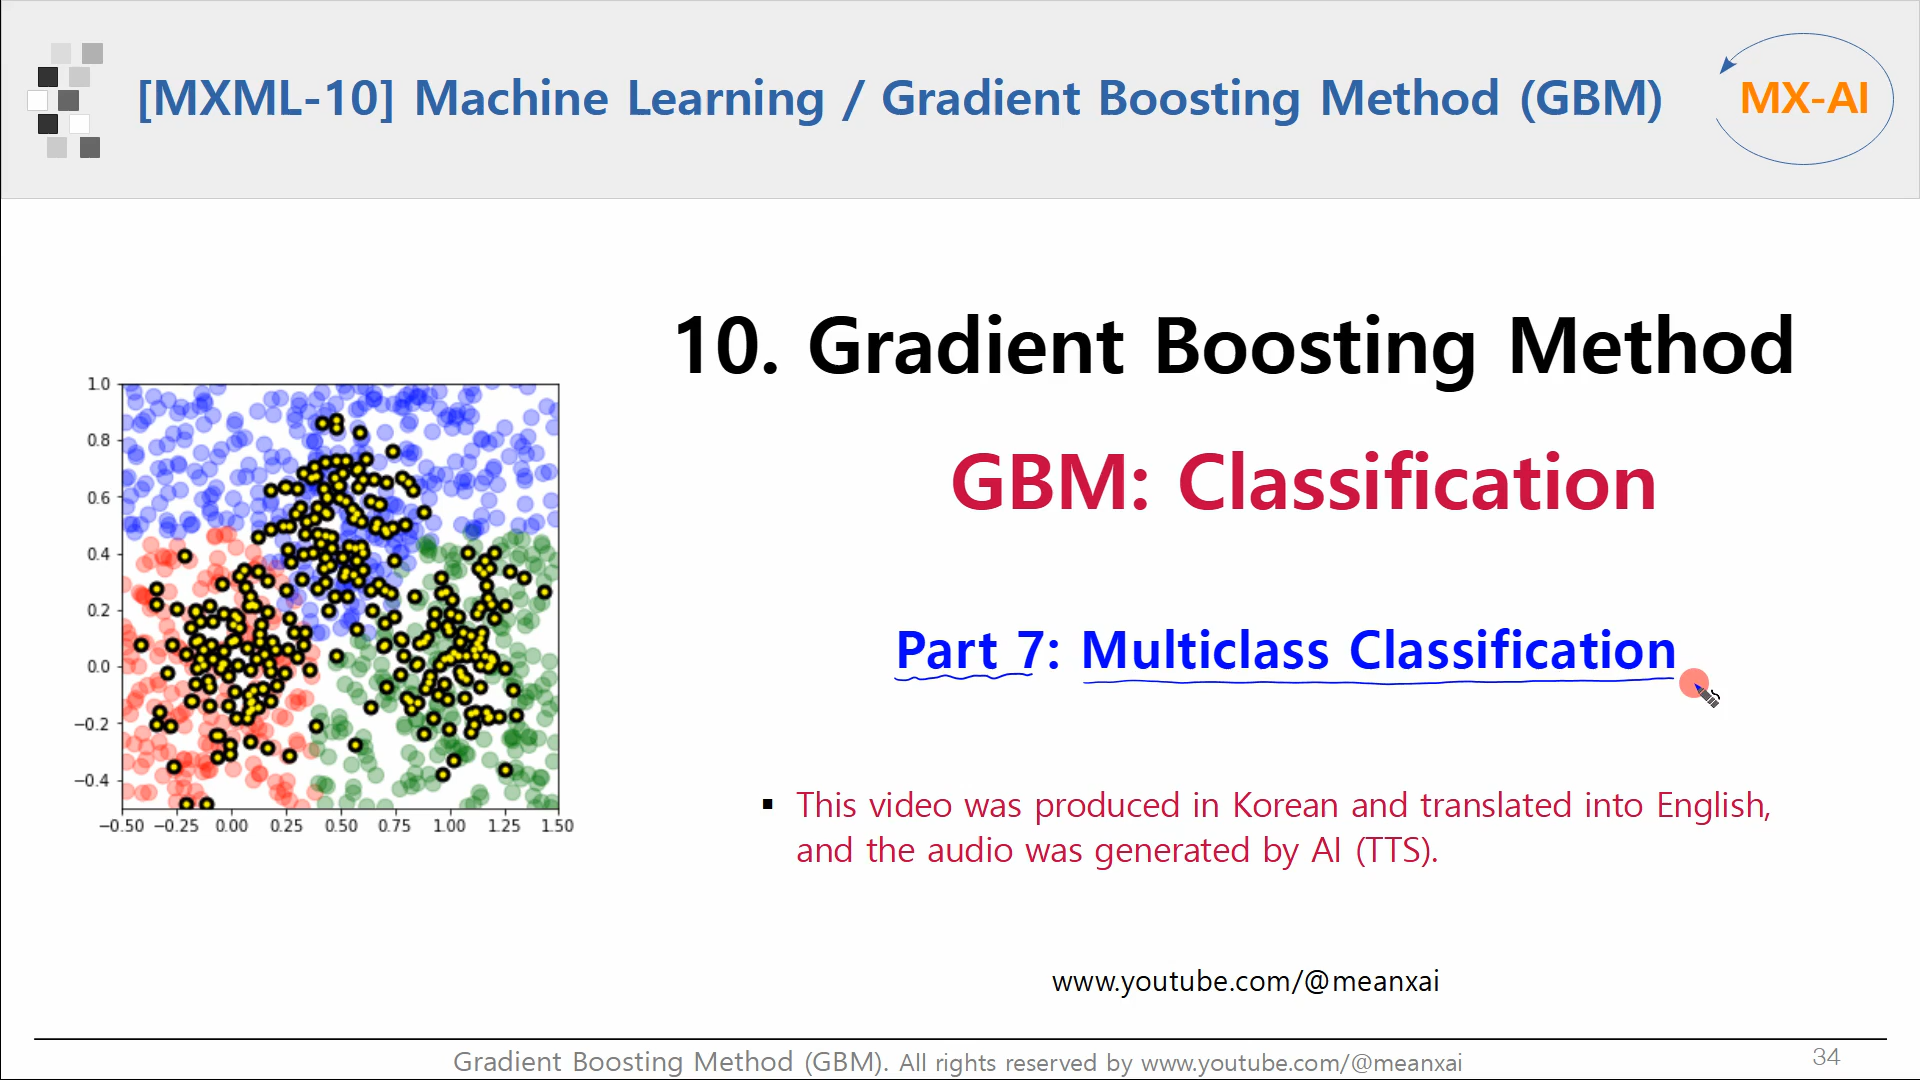 [MXML-10] Machine Learning / Gradient Boosting Method (GBM)
MX-AI
10. Gradient Boosting Method
GBM: Classification
Part 7: Multiclass Classification
▪ This video was produced in Korean and translated into English,
and the audio was generated by AI (TTS).
www.youtube.com/@meanxai
1.0
0.8
0.6
0.4
0.2
0.0
−0.2
−0.4
−0.50 −0.25 0.00 0.25 0.50 0.75 1.00 1.25 1.50
Gradient Boosting Method (GBM). All rights reserved by www.youtube.com/@meanxai
34